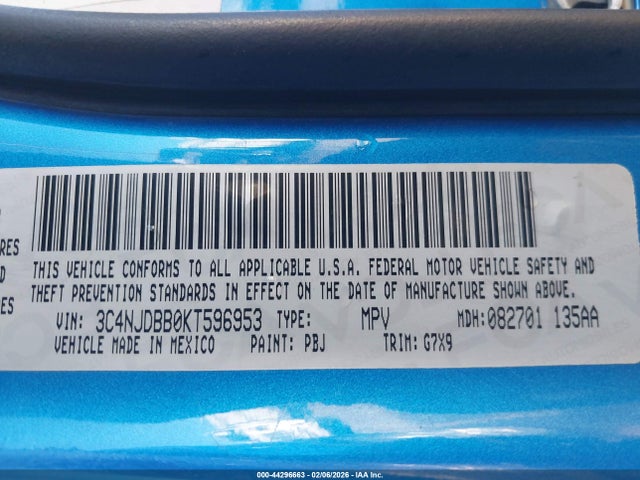 RES
D
RES
THIS VEHICLE CONFORMS TO ALL APPLICABLE U.S.A. FEDERAL MOTOR VEHICLE SAFETY AND
THEFT PREVENTION STANDARDS IN EFFECT ON THE DATE OF MANUFACTURE SHOWN ABOVE.
VIN: 3C4NJDBB0KT596953 TYPE: MPV MDH:082701 135AA
VEHICLE MADE IN MEXICO PAINT: PBJ TRIM: G7X9
000-44296663 - 02/06/2026 - IAA Inc.